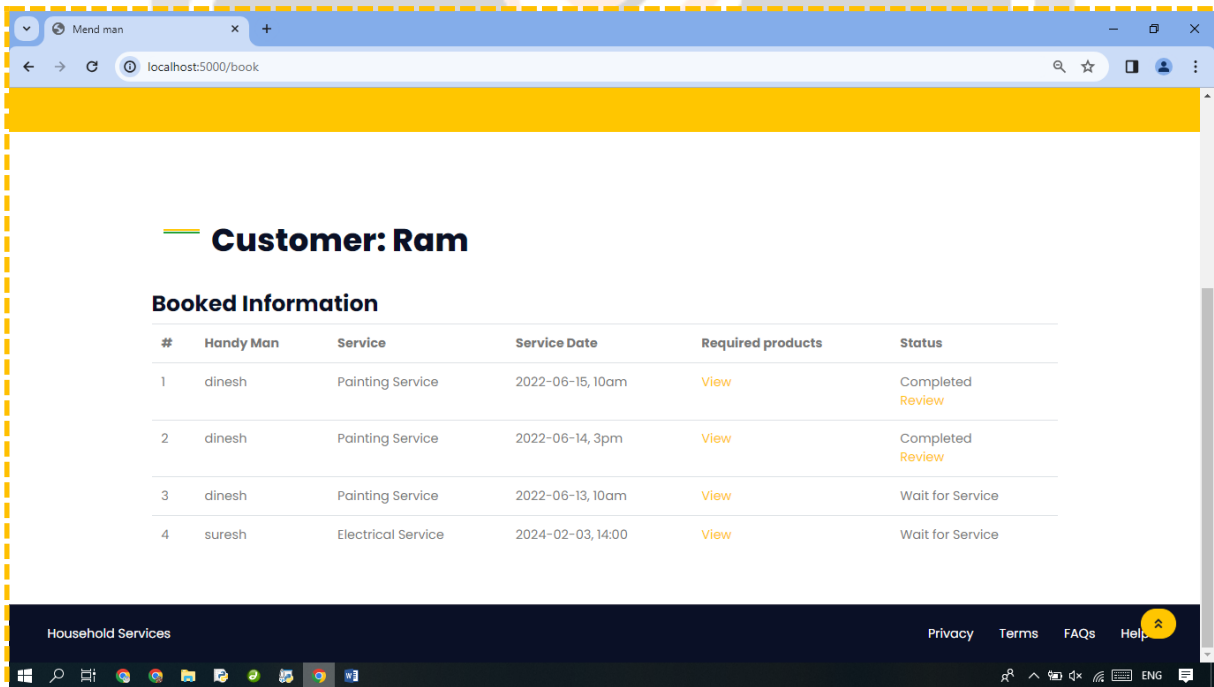 Mend man
localhost:5000/book
Customer: Ram
Booked Information
# Handy Man Service Service Date Required products Status
1 dinesh Painting Service 2022-06-15, 10am View Completed
Review
2 dinesh Painting Service 2022-06-14, 3pm View Completed
Review
3 dinesh Painting Service 2022-06-13, 10am View Wait for Service
4 suresh Electrical Service 2024-02-03, 14:00 View Wait for Service
Household Services Privacy Terms FAQs Help
ENG